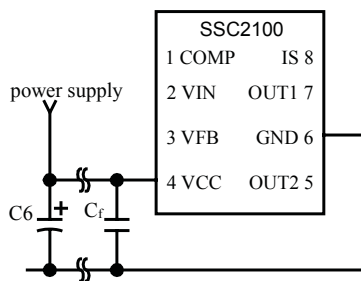 SSC2100
1 COMP IS 8
power supply
2 VIN OUT1 7
3 VFB GND 6
4 VCC OUT2 5
C6 + Cf